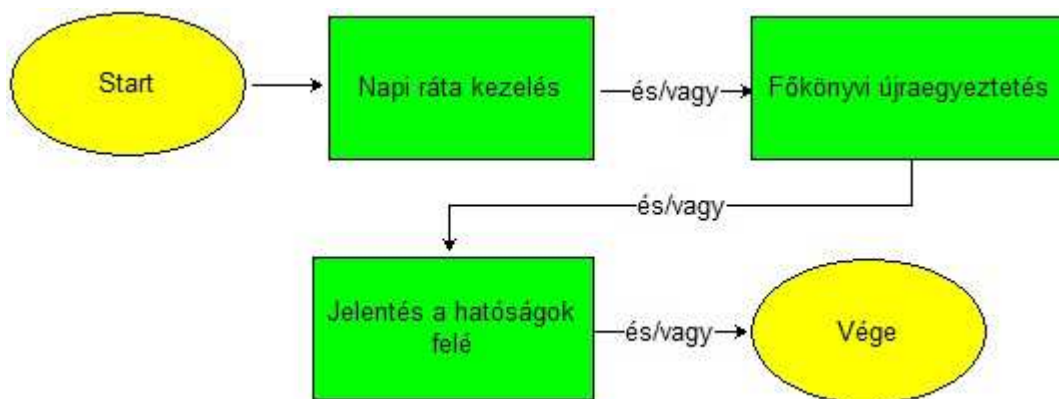 Start
Napi ráta kezelés
és/vagy
Főkönyvi újraegyeztetés
és/vagy
Jelentés a hatóságok
felé
és/vagy
Vége